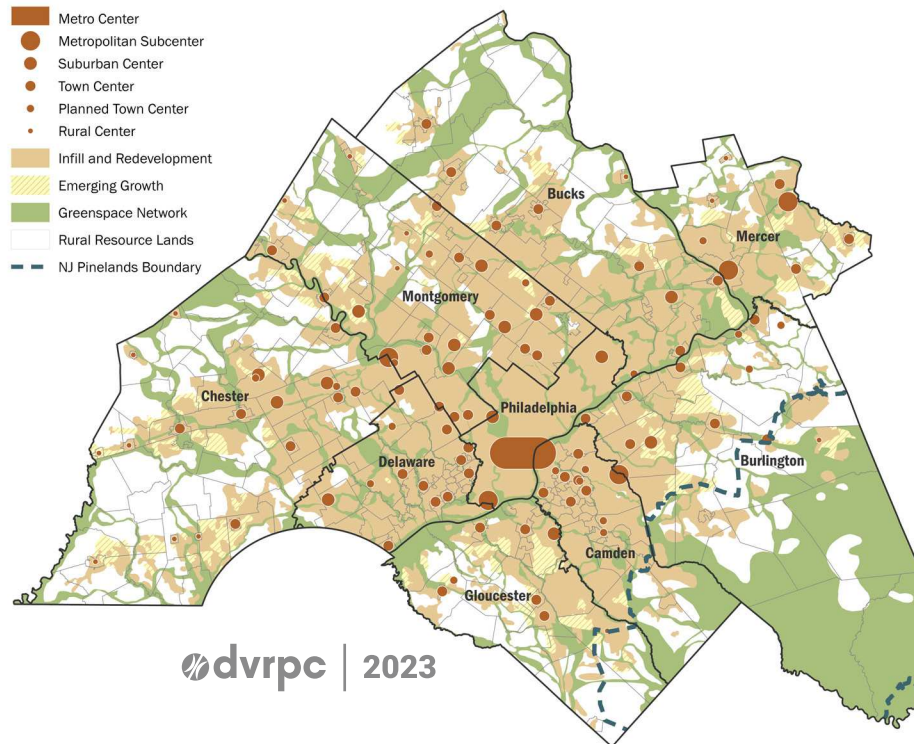 Metro Center
Metropolitan Subcenter
Suburban Center
Town Center
Planned Town Center
Rural Center
Infill and Redevelopment
Emerging Growth
Greenspace Network
Rural Resource Lands
NJ Pinelands Boundary
Bucks
Mercer
Montgomery
Chester
Philadelphia
Delaware
Burlington
Camden
Gloucester
dvrpc | 2023